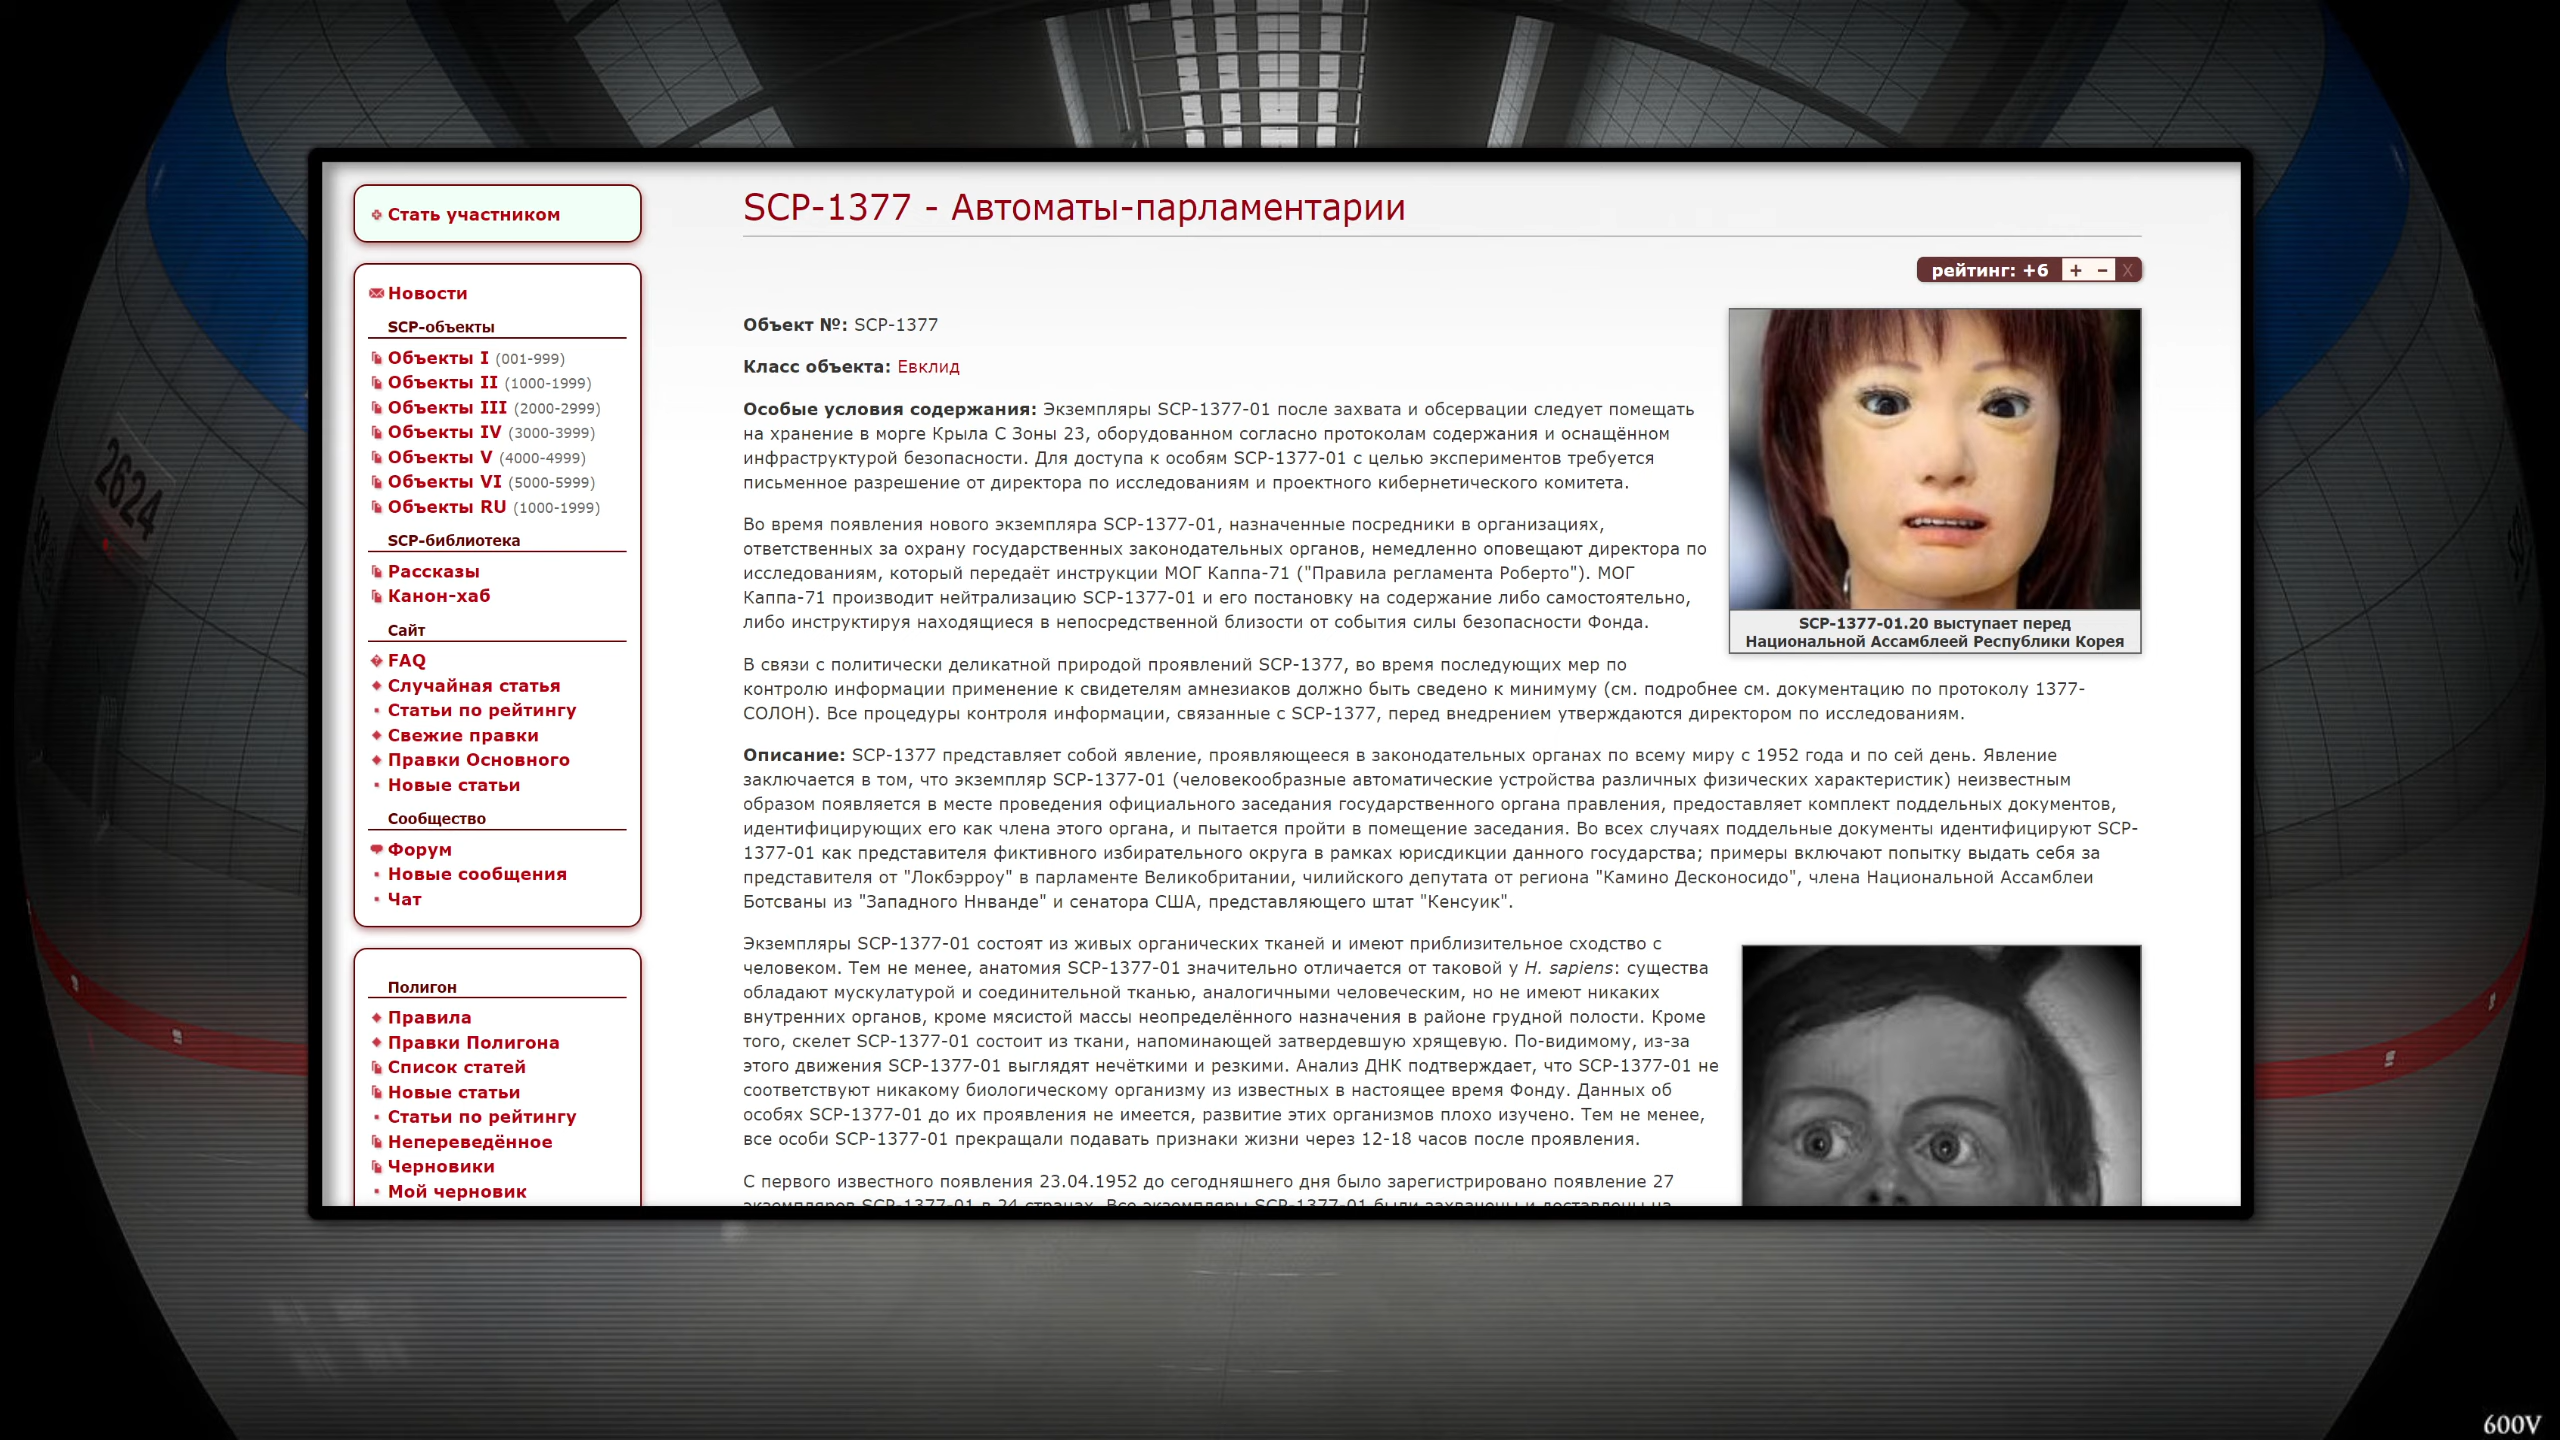 Стать участником
Новости
SCP-объекты
Объекты I (001-999)
Объекты II (1000-1999)
Объекты III (2000-2999)
Объекты IV (3000-3999)
Объекты V (4000-4999)
Объекты VI (5000-5999)
Объекты RU (1000-1999)
SCP-библиотека
Рассказы
Канон-хаб
Сайт
FAQ
Случайная статья
Статьи по рейтингу
Свежие правки
Правки Основного
Новые статьи
Сообщество
Форум
Новые сообщения
Чат
Полигон
Правила
Правки Полигона
Список статей
Новые статьи
Статьи по рейтингу
Непереведённое
Черновики
Мой черновик
SCP-1377 - Автоматы-парламентарии
рейтинг: +6 + − X
Объект №: SCP-1377
Класс объекта: Евклид
Особые условия содержания: Экземпляры SCP-1377-01 после захвата и обсервации следует помещать
на хранение в морге Крыла C Зоны 23, оборудованном согласно протоколам содержания и оснащённом
инфраструктурой безопасности. Для доступа к особям SCP-1377-01 с целью экспериментов требуется
письменное разрешение от директора по исследованиям и проектного кибернетического комитета.
Во время появления нового экземпляра SCP-1377-01, назначенные посредники в организациях,
ответственных за охрану государственных законодательных органов, немедленно оповещают директора по
исследованиям, который передаёт инструкции МОГ Каппа-71 ("Правила регламента Роберто"). МОГ
Каппа-71 производит нейтрализацию SCP-1377-01 и его постановку на содержание либо самостоятельно,
либо инструктируя находящиеся в непосредственной близости от события силы безопасности Фонда.
SCP-1377-01.20 выступает перед
Национальной Ассамблеей Республики Корея
В связи с политически деликатной природой проявлений SCP-1377, во время последующих мер по
контролю информации применение к свидетелям амнезиаков должно быть сведено к минимуму (см. подробнее см. документацию по протоколу 1377-
СОЛОН). Все процедуры контроля информации, связанные с SCP-1377, перед внедрением утверждаются директором по исследованиям.
Описание: SCP-1377 представляет собой явление, проявляющееся в законодательных органах по всему миру с 1952 года и по сей день. Явление
заключается в том, что экземпляр SCP-1377-01 (человекообразные автоматические устройства различных физических характеристик) неизвестным
образом появляется в месте проведения официального заседания государственного органа правления, предоставляет комплект поддельных документов,
идентифицирующих его как члена этого органа, и пытается пройти в помещение заседания. Во всех случаях поддельные документы идентифицируют SCP-
1377-01 как представителя фиктивного избирательного округа в рамках юрисдикции данного государства; примеры включают попытку выдать себя за
представителя от "Локбэрроу" в парламенте Великобритании, чилийского депутата от региона "Камино Десконосидо", члена Национальной Ассамблеи
Ботсваны из "Западного Ннванде" и сенатора США, представляющего штат "Кенсуик".
Экземпляры SCP-1377-01 состоят из живых органических тканей и имеют приблизительное сходство с
человеком. Тем не менее, анатомия SCP-1377-01 значительно отличается от таковой у H. sapiens: существа
обладают мускулатурой и соединительной тканью, аналогичными человеческим, но не имеют никаких
внутренних органов, кроме мясистой массы неопределённого назначения в районе грудной полости. Кроме
того, скелет SCP-1377-01 состоит из ткани, напоминающей затвердевшую хрящевую. По-видимому, из-за
этого движения SCP-1377-01 выглядят нечёткими и резкими. Анализ ДНК подтверждает, что SCP-1377-01 не
соответствуют никакому биологическому организму из известных в настоящее время Фонду. Данных об
особях SCP-1377-01 до их проявления не имеется, развитие этих организмов плохо изучено. Тем не менее,
все особи SCP-1377-01 прекращали подавать признаки жизни через 12-18 часов после проявления.
С первого известного появления 23.04.1952 до сегодняшнего дня было зарегистрировано появление 27
экземпляров SCP-1377-01 в 24 странах. Все экземпляры SCP-1377-01 были захвачены и доставлены на
2624
600V